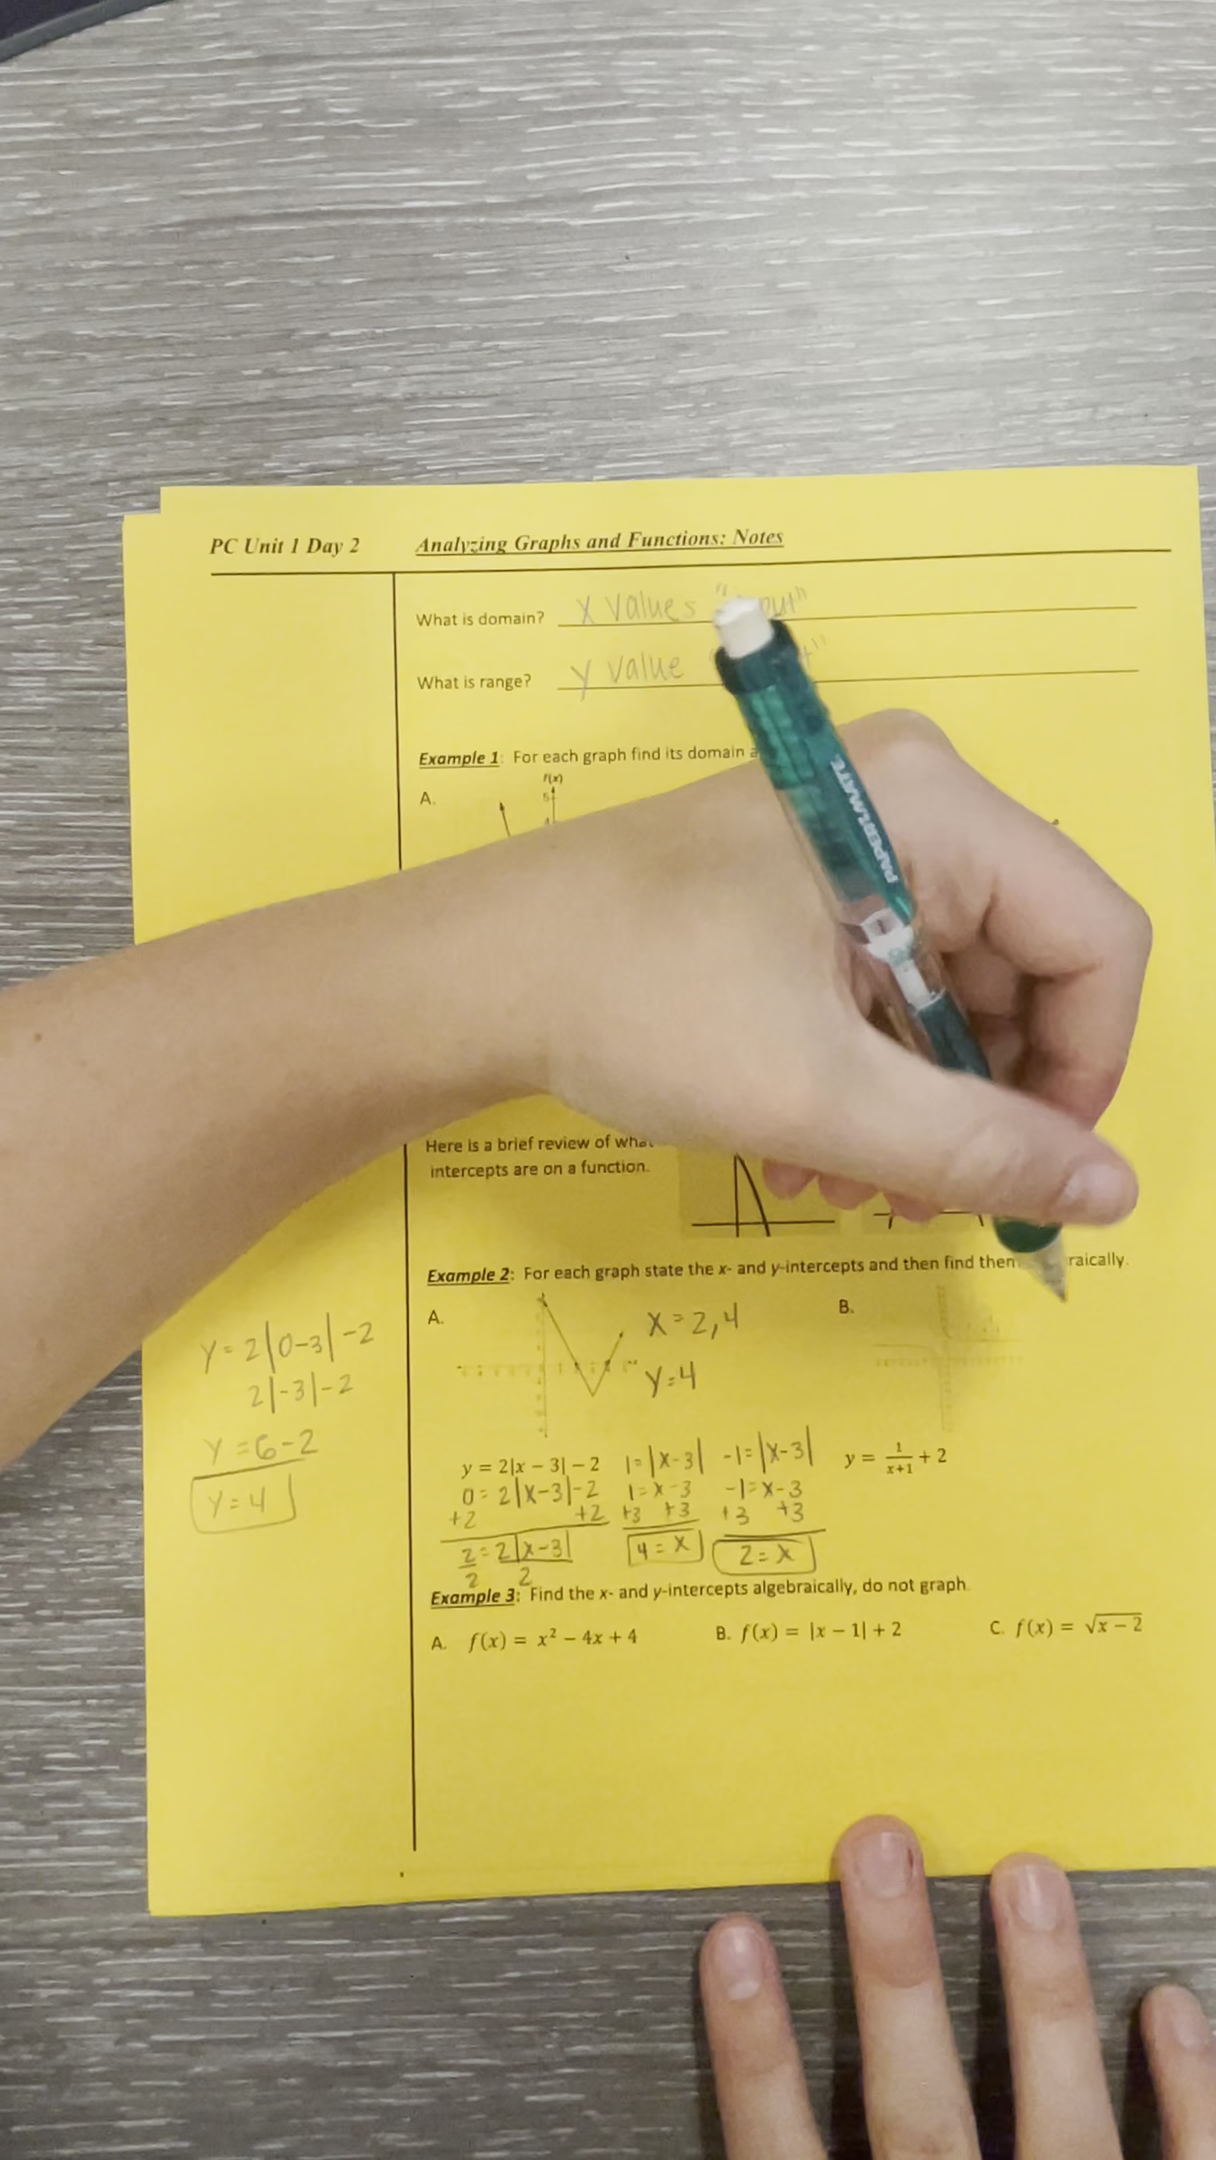 PC Unit 1 Day 2 Analyzing Graphs and Functions: Notes
What is domain? X values
What is range? y value
Example 1: For each graph find its domain
A.
f(x)
PAPERMATE
Here is a brief review of
intercepts are on a function.
Example 2: For each graph state the x- and y-intercepts and then find
A. X = 2,4 B.
y=4
y = 2|0-3|-2
2|-3|-2
y = 6-2
y = 4
y = 2|x − 3| − 2 1=|x-3| -1=|x-3| y = 1/(x+1) + 2
0 = 2|x-3|-2 1=x-3 -1=x-3
+2 +2 +3 +3 +3 +3
2 = 2|x-3| 4 = x 2 = x
2 2
Example 3: Find the x- and y-intercepts algebraically, do not graph.
A. f(x) = x² − 4x + 4 B. f(x) = |x − 1| + 2 C. f(x) = √x − 2